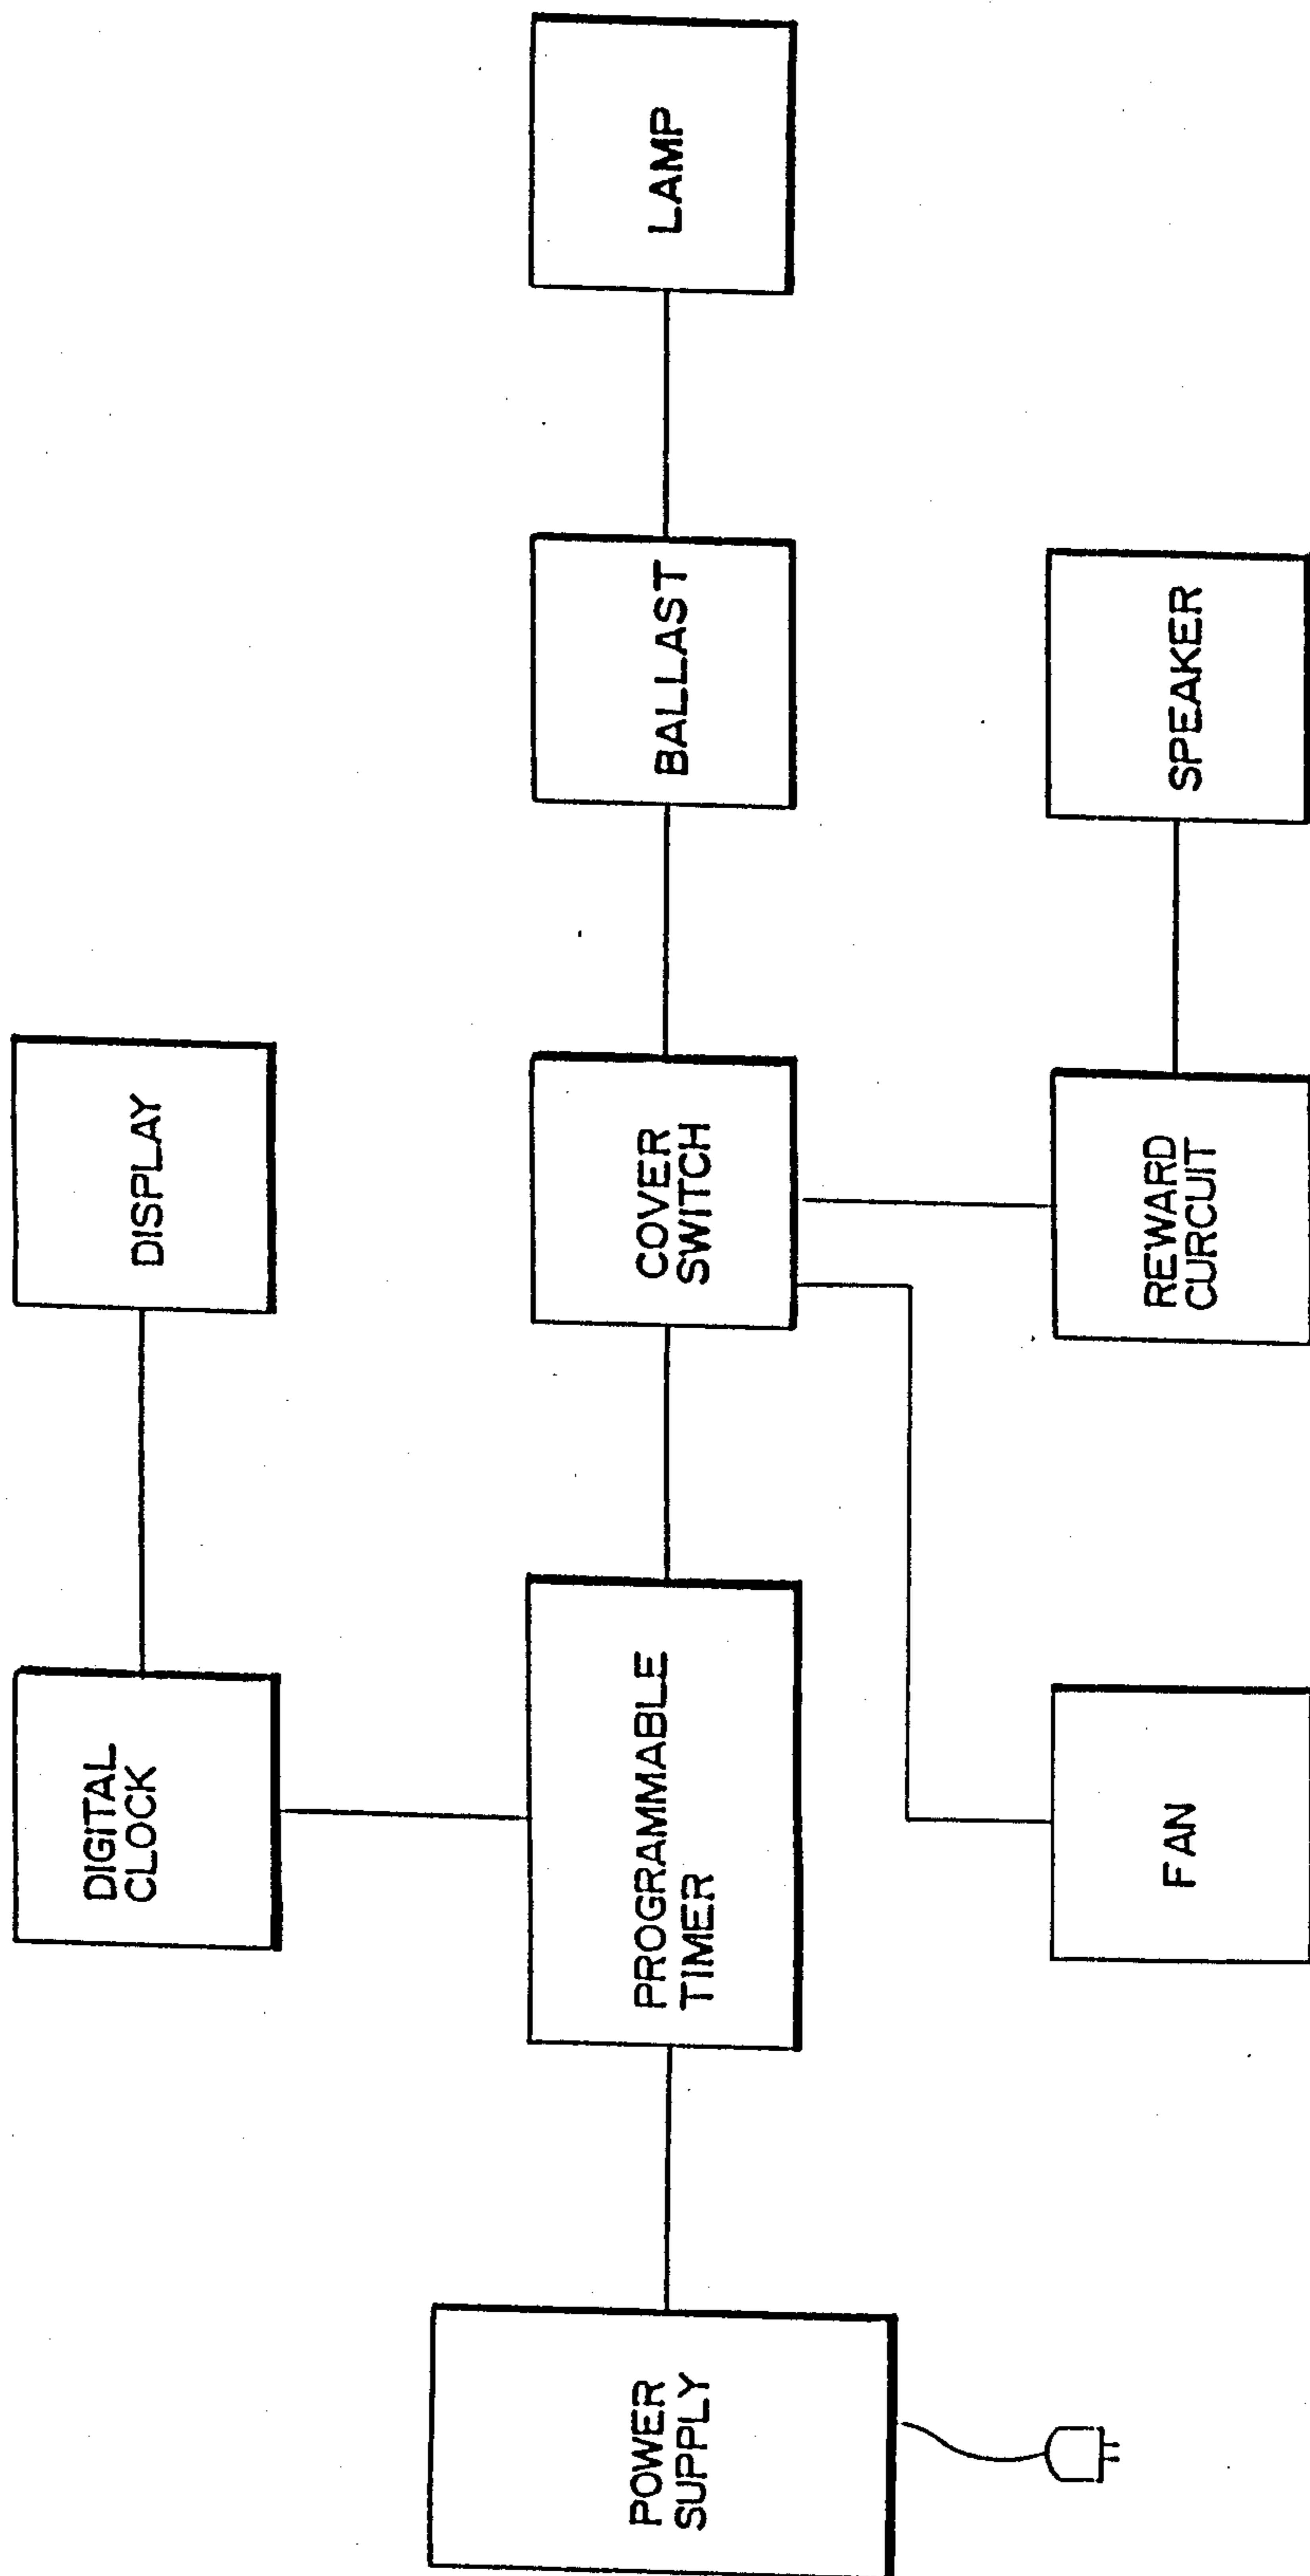 DIGITAL
CLOCK
DISPLAY
POWER
SUPPLY
PROGRAMMABLE
TIMER
COVER
SWITCH
BALLAST
LAMP
FAN
REWARD
CURCUIT
SPEAKER